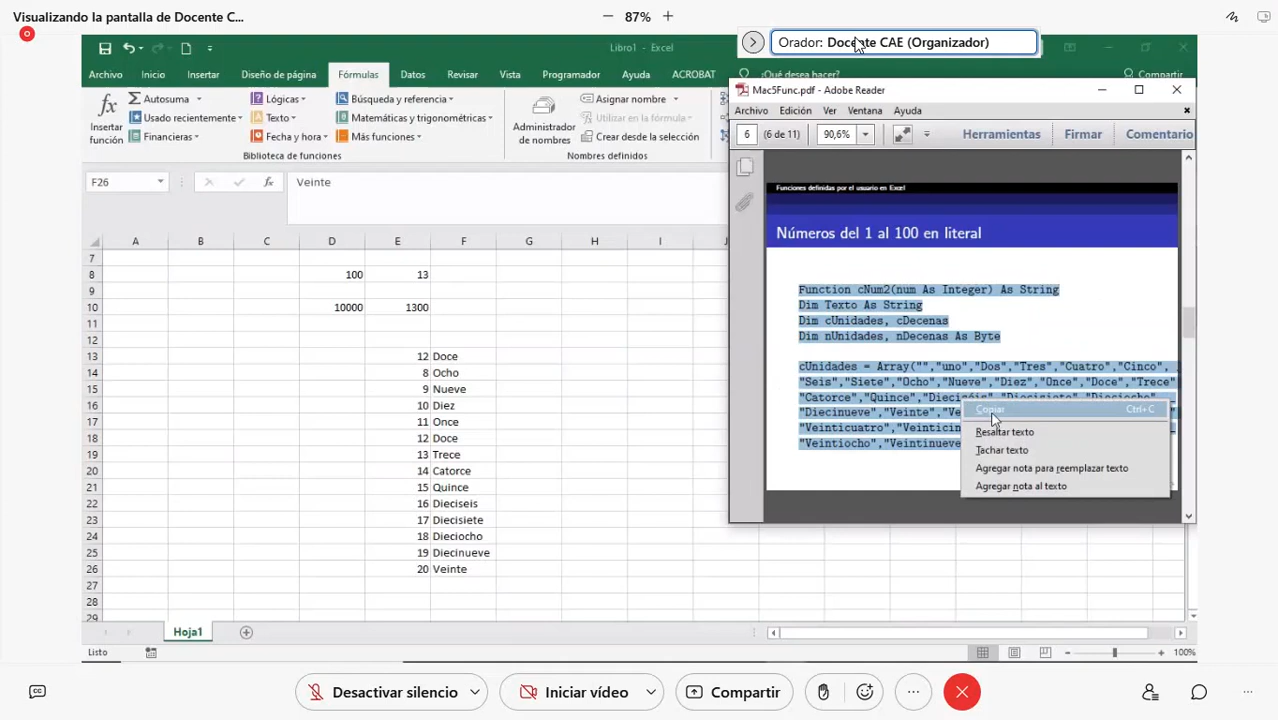 Visualizando la pantalla de Docente C...
87%
Orador: Docente CAE (Organizador)
Libro1 - Excel
Archivo Inicio Insertar Diseño de página Fórmulas Datos Revisar Vista Programador Ayuda ACROBAT ¿Qué desea hacer? Compartir
Insertar función
Autosuma
Usado recientemente
Financieras
Lógicas
Texto
Fecha y hora
Búsqueda y referencia
Matemáticas y trigonométricas
Más funciones
Biblioteca de funciones
Administrador de nombres
Asignar nombre
Utilizar en la fórmula
Crear desde la selección
Nombres definidos
F26
fx
Veinte
A B C D E F G H I J
7
8 100 13
9
10 10000 1300
11
12
13 12 Doce
14 8 Ocho
15 9 Nueve
16 10 Diez
17 11 Once
18 12 Doce
19 13 Trece
20 14 Catorce
21 15 Quince
22 16 Dieciseis
23 17 Diecisiete
24 18 Dieciocho
25 19 Diecinueve
26 20 Veinte
27
28
29
Hoja1
Listo
100%
Mac5Func.pdf - Adobe Reader
Archivo Edición Ver Ventana Ayuda
6 (6 de 11) 90,6% Herramientas Firmar Comentario
Funciones definidas por el usuario en Excel
Números del 1 al 100 en literal
Function cNum2(num As Integer) As String
Dim Texto As String
Dim cUnidades, cDecenas
Dim nUnidades, nDecenas As Byte
cUnidades = Array("","uno","Dos","Tres","Cuatro","Cinco", _
"Seis","Siete","Ocho","Nueve","Diez","Once","Doce","Trece"
"Catorce","Quince","Dieciséis","Diecisiete","Dieciocho", _
"Diecinueve","Veinte","Ve
"Veinticuatro","Veinticin
"Veintiocho","Veintinueve
Copiar Ctrl+C
Resaltar texto
Tachar texto
Agregar nota para reemplazar texto
Agregar nota al texto
Desactivar silencio
Iniciar vídeo
Compartir